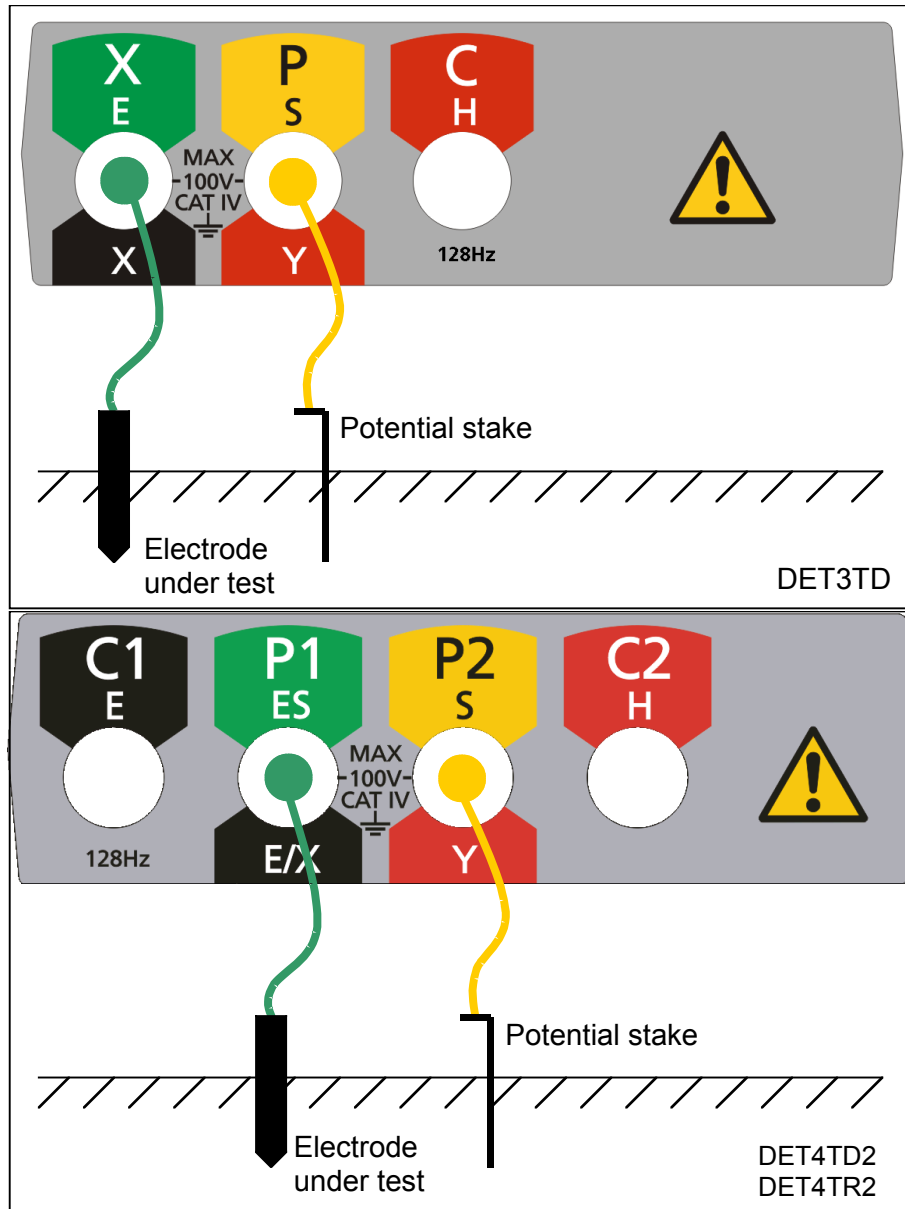 X P C
E S H
MAX
100V
CAT IV
X Y 128Hz
Potential stake
Electrode
under test
DET3TD
C1 P1 P2 C2
E ES S H
MAX
100V
CAT IV
128Hz E/X Y
Potential stake
Electrode
under test
DET4TD2
DET4TR2